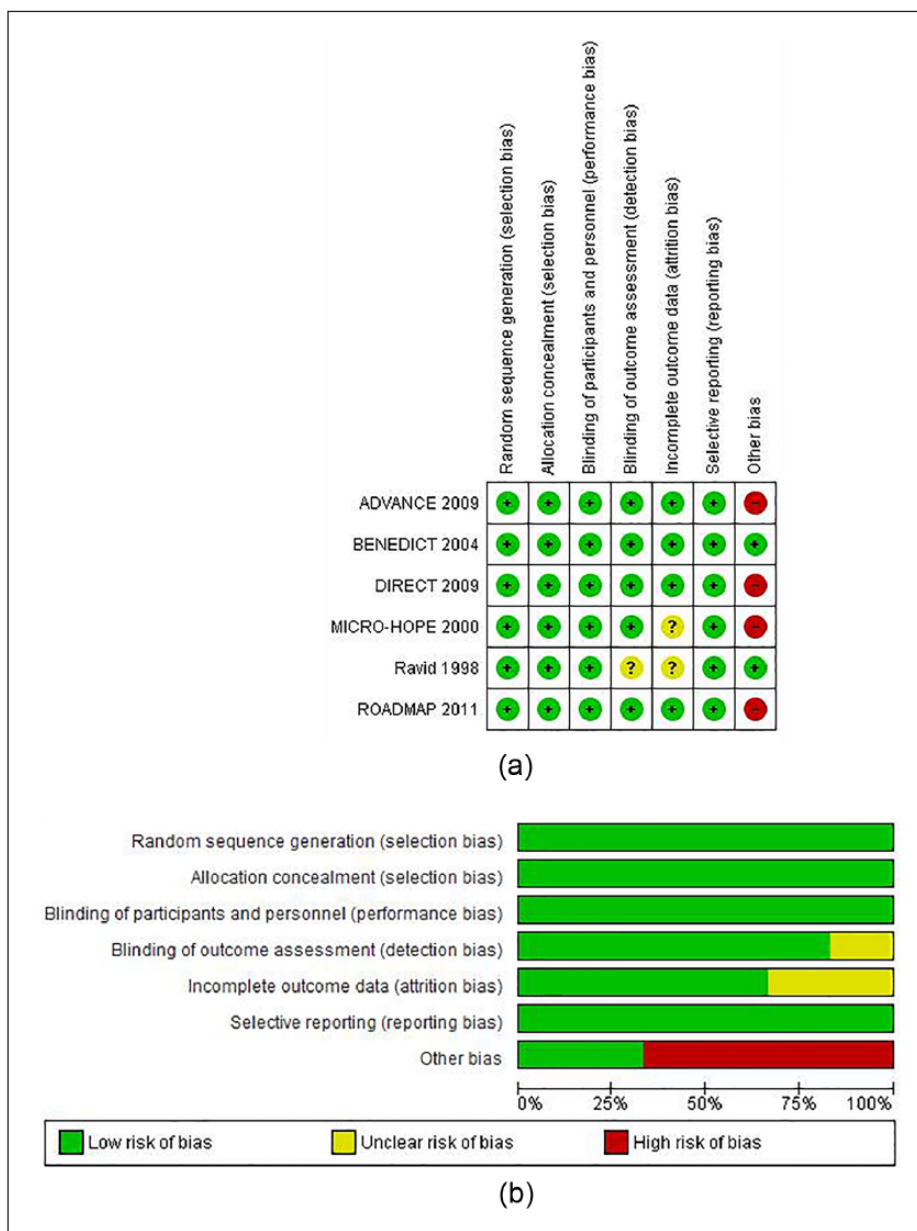 Random sequence generation (selection bias)
Allocation concealment (selection bias)
Blinding of participants and personnel (performance bias)
Blinding of outcome assessment (detection bias)
Incomplete outcome data (attrition bias)
Selective reporting (reporting bias)
Other bias
ADVANCE 2009 + + + + + + -
BENEDICT 2004 + + + + + + +
DIRECT 2009 + + + + + + -
MICRO-HOPE 2000 + + + + ? + -
Ravid 1998 + + + ? ? + +
ROADMAP 2011 + + + + + + -
(a)
Random sequence generation (selection bias)
Allocation concealment (selection bias)
Blinding of participants and personnel (performance bias)
Blinding of outcome assessment (detection bias)
Incomplete outcome data (attrition bias)
Selective reporting (reporting bias)
Other bias
0% 25% 50% 75% 100%
Low risk of bias Unclear risk of bias High risk of bias
(b)